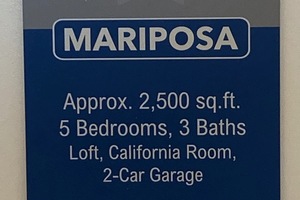 MARIPOSA
Approx. 2,500 sq.ft.
5 Bedrooms, 3 Baths
Loft, California Room,
2-Car Garage